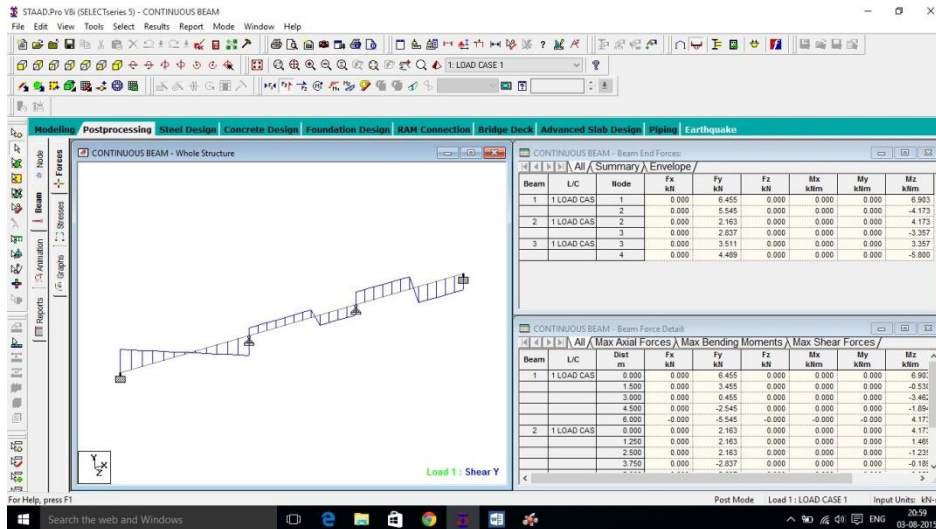 STAAD.Pro V8i (SELECTseries 5) - CONTINUOUS BEAM
File Edit View Tools Select Results Report Mode Window Help
1: LOAD CASE 1
Modeling Postprocessing Steel Design Concrete Design Foundation Design RAM Connection Bridge Deck Advanced Slab Design Piping Earthquake
Node
Beam
Animation
Reports
Forces
Stresses
Graphs
CONTINUOUS BEAM - Whole Structure
Y
X
Z
Load 1 : Shear Y
CONTINUOUS BEAM - Beam End Forces:
All Summary Envelope
Beam L/C Node Fx kN Fy kN Fz kN Mx kNm My kNm Mz kNm
1 1 LOAD CAS 1 0.000 6.455 0.000 0.000 0.000 6.903
2 0.000 5.545 0.000 0.000 0.000 -4.173
2 1 LOAD CAS 2 0.000 2.163 0.000 0.000 0.000 4.173
3 0.000 2.837 0.000 0.000 0.000 -3.357
3 1 LOAD CAS 3 0.000 3.511 0.000 0.000 0.000 3.357
4 0.000 4.489 0.000 0.000 0.000 -5.800
CONTINUOUS BEAM - Beam Force Detail:
All Max Axial Forces Max Bending Moments Max Shear Forces
Beam L/C Dist m Fx kN Fy kN Fz kN Mx kNm My kNm Mz kNm
1 1 LOAD CAS 0.000 0.000 6.455 0.000 0.000 0.000
1.500 0.000 3.455 0.000 0.000 0.000
3.000 0.000 0.455 0.000 0.000 0.000
4.500 0.000 -2.545 0.000 0.000 0.000
6.000 -0.000 -5.545 -0.000 -0.000 -0.000
2 1 LOAD CAS 0.000 0.000 2.163 0.000 0.000 0.000
1.250 0.000 2.163 0.000 0.000 0.000
2.500 0.000 2.163 0.000 0.000 0.000
3.750 0.000 -2.837 0.000 0.000 0.000
For Help, press F1
Post Mode Load 1 : LOAD CASE 1 Input Units: kN-
Search the web and Windows
ENG
20:59